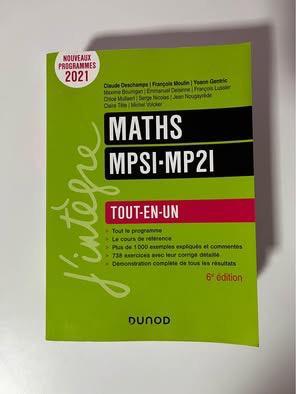 NOUVEAUX
PROGRAMMES
2021
Claude Deschamps | François Moulin | Yoann Gentric
Maxime Bourrigan | Emmanuel Delsinne | François Lussier
Chloé Mullaert | Serge Nicolas | Jean Nougayrède
Claire Tête | Michel Volcker
MATHS
MPSI-MP2I
TOUT-EN-UN
> Tout le programme
> Le cours de référence
> Plus de 1000 exemples expliqués et commentés
> 738 exercices avec leur corrigé détaillé
> Démonstration complète de tous les résultats
6e édition
j'intègre
DUNOD